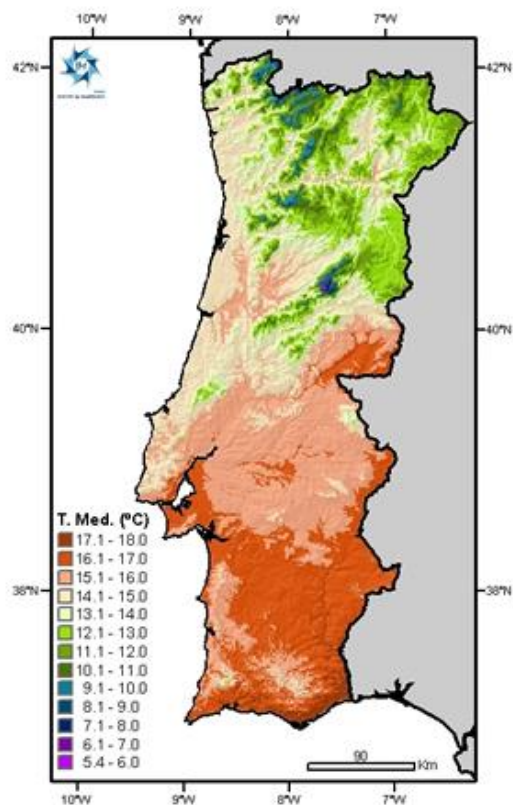 10°W 9°W 8°W 7°W
42°N 42°N
40°N 40°N
38°N 38°N
T. Med. (ºC)
17.1 - 18.0
16.1 - 17.0
15.1 - 16.0
14.1 - 15.0
13.1 - 14.0
12.1 - 13.0
11.1 - 12.0
10.1 - 11.0
9.1 - 10.0
8.1 - 9.0
7.1 - 8.0
6.1 - 7.0
5.4 - 6.0
90
Km
10°W 9°W 8°W 7°W